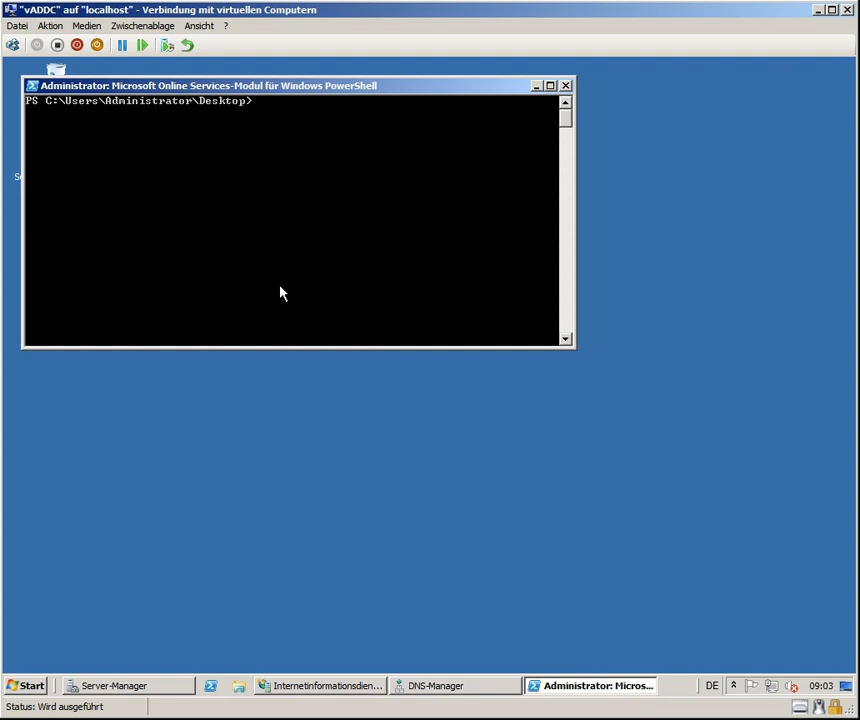 "vADDC" auf "localhost" - Verbindung mit virtuellen Computern
Datei Aktion Medien Zwischenablage Ansicht ?
Administrator: Microsoft Online Services-Modul für Windows PowerShell
PS C:\Users\Administrator\Desktop>
Start Server-Manager Internetinformationsdien... DNS-Manager Administrator: Micros... DE 09:03
Status: Wird ausgeführt